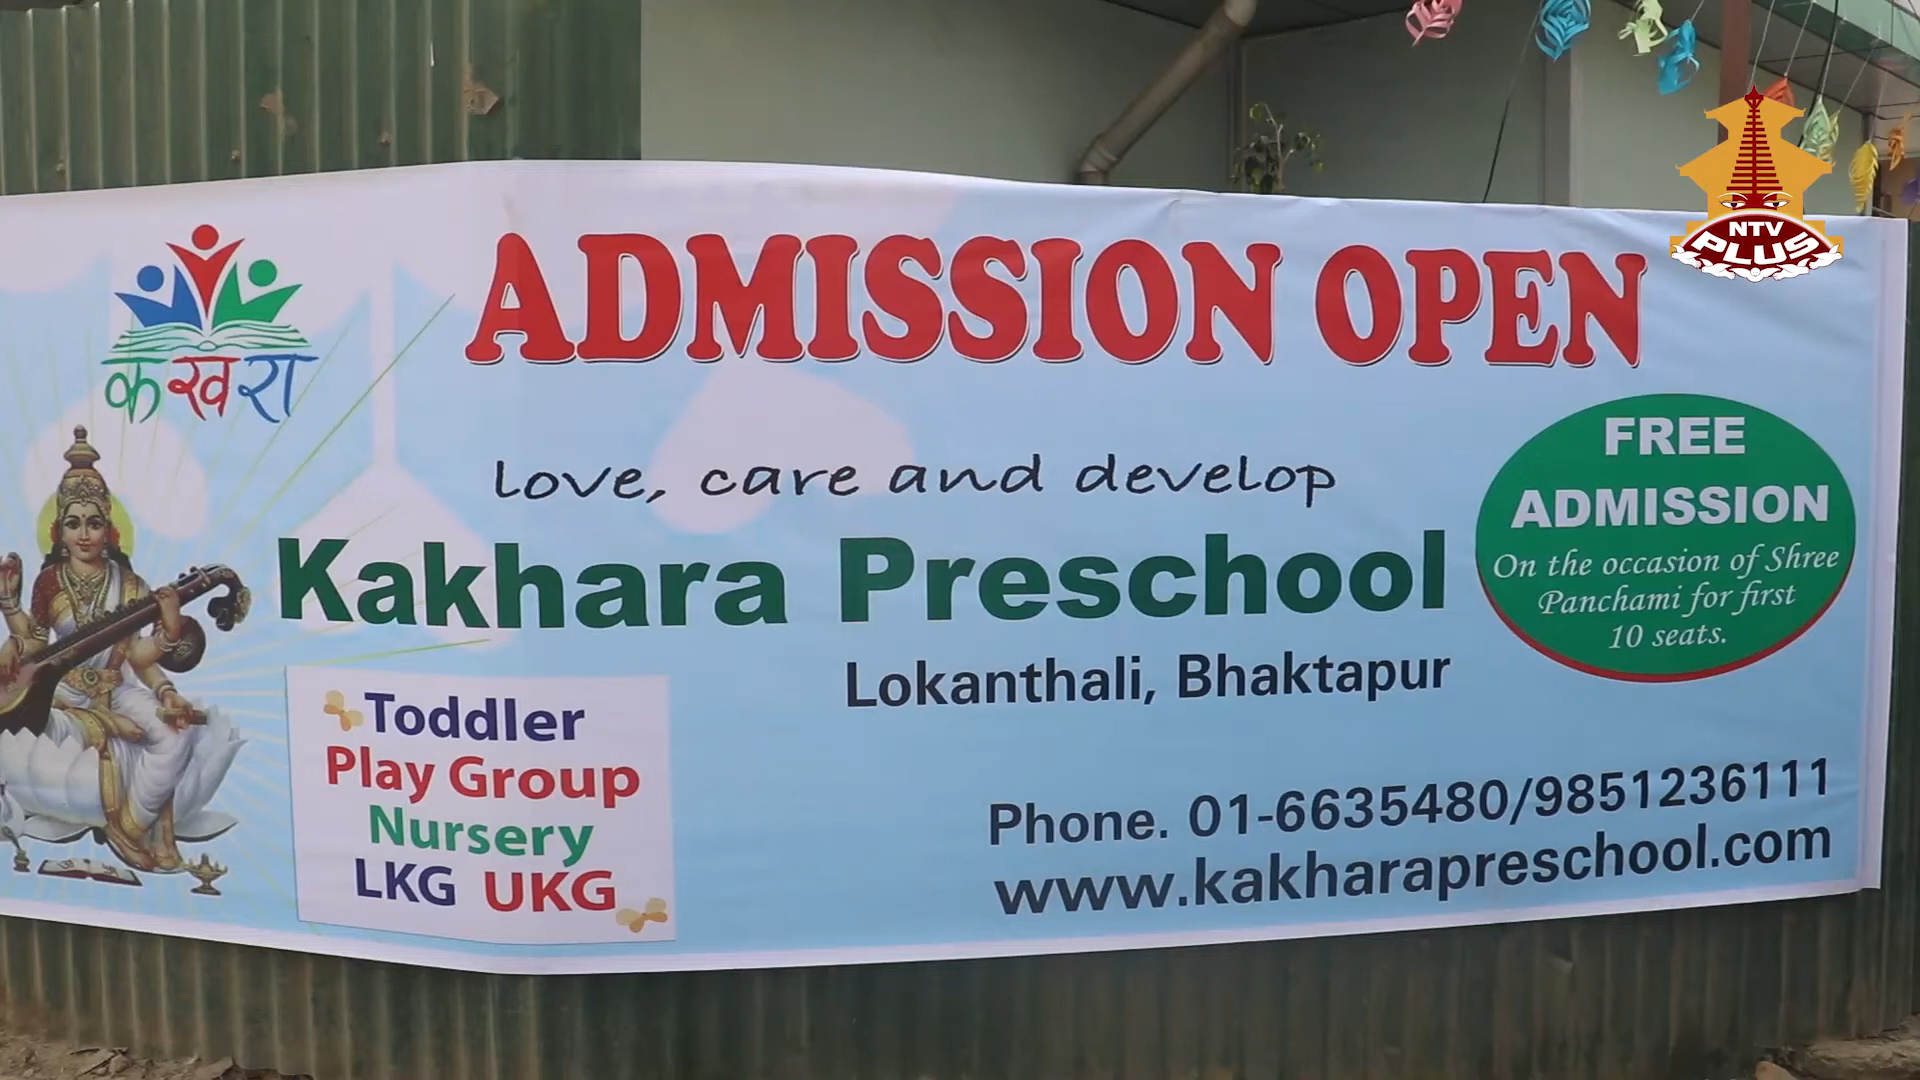 NTV
PLUS
ADMISSION OPEN
कखरा
love, care and develop
Kakhara Preschool
Lokanthali, Bhaktapur
FREE
ADMISSION
On the occasion of Shree
Panchami for first
10 seats.
Toddler
Play Group
Nursery
LKG UKG
Phone. 01-6635480/9851236111
www.kakharapreschool.com